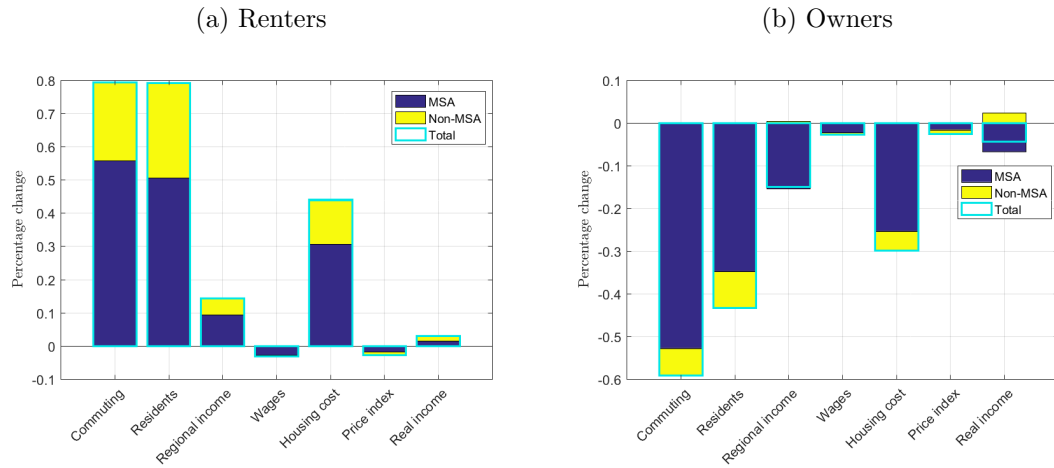 (a) Renters
0.8
0.7
0.6
0.5
0.4
0.3
0.2
0.1
0
-0.1
Percentage change
MSA
Non-MSA
Total
Commuting
Residents
Regional income
Wages
Housing cost
Price index
Real income
(b) Owners
0.1
0
-0.1
-0.2
-0.3
-0.4
-0.5
-0.6
Percentage change
MSA
Non-MSA
Total
Commuting
Residents
Regional income
Wages
Housing cost
Price index
Real income